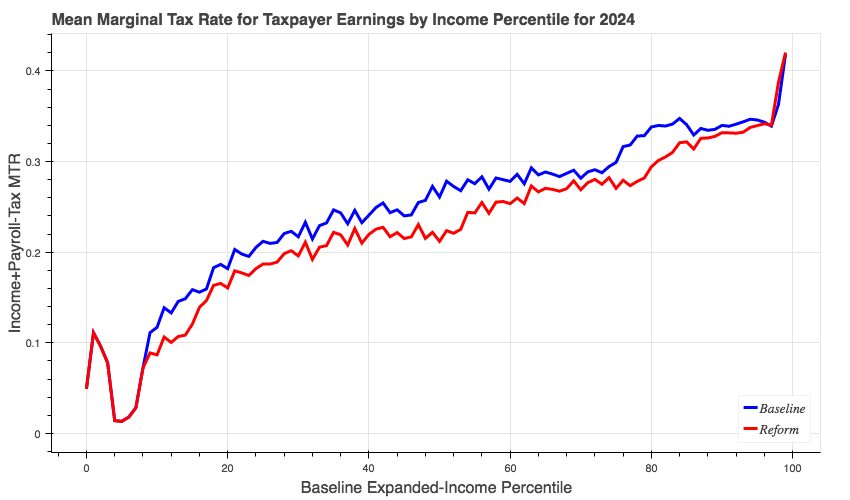 Mean Marginal Tax Rate for Taxpayer Earnings by Income Percentile for 2024
Income+Payroll-Tax MTR
0.4
0.3
0.2
0.1
0
Baseline
Reform
0 20 40 60 80 100
Baseline Expanded-Income Percentile